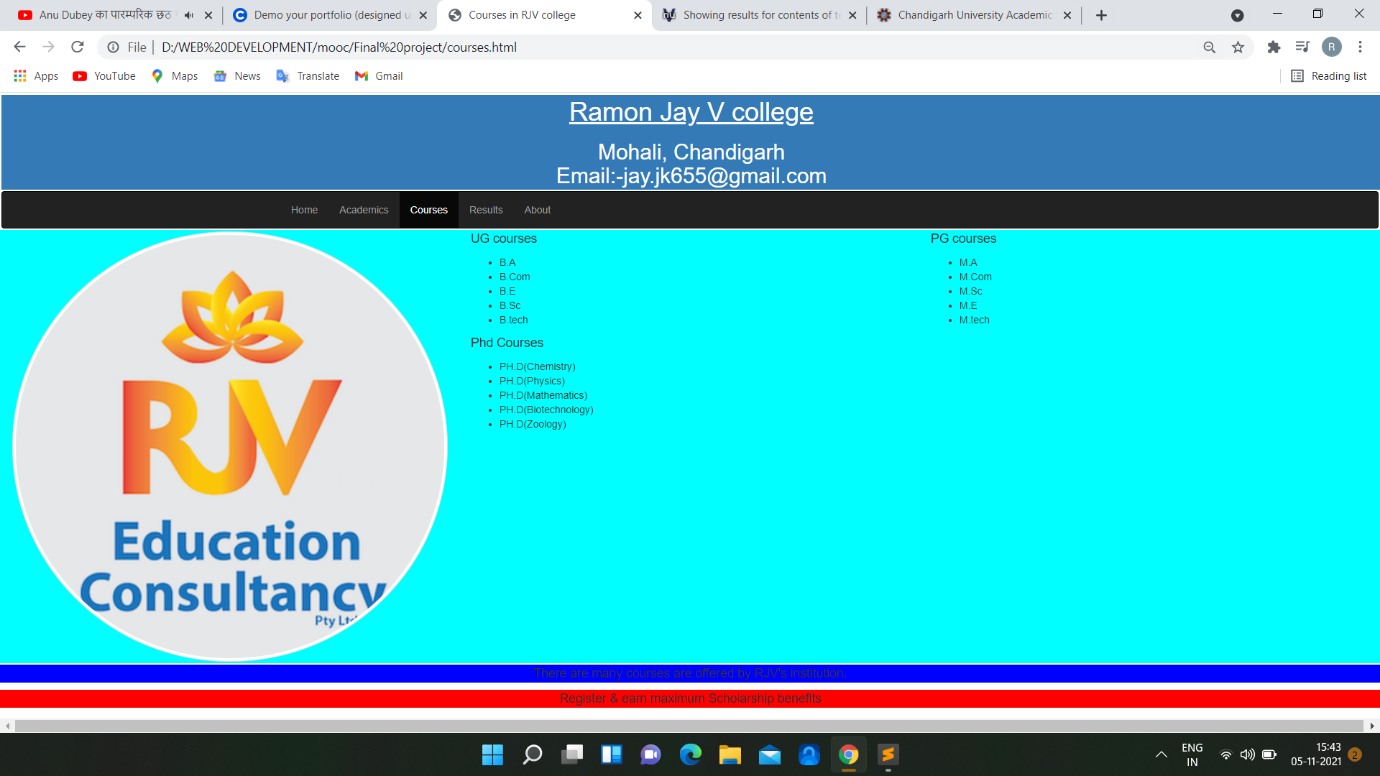 Anu Dubey का पारम्परिक छठ
Demo your portfolio (designed u
Courses in RJV college
Showing results for contents of t
Chandigarh University Academic
File | D:/WEB%20DEVELOPMENT/mooc/Final%20project/courses.html
R
Apps YouTube Maps News Translate Gmail Reading list
Ramon Jay V college
Mohali, Chandigarh
Email:-jay.jk655@gmail.com
Home Academics Courses Results About
RJV
Education
Consultancy
Pty Ltd
UG courses
• B.A
• B.Com
• B.E
• B.Sc
• B.tech
Phd Courses
• PH.D(Chemistry)
• PH.D(Physics)
• PH.D(Mathematics)
• PH.D(Biotechnology)
• PH.D(Zoology)
PG courses
• M.A
• M.Com
• M.Sc
• M.E
• M.tech
There are many courses are offered by RJV's institution.
Register & earn maximum Scholarship benefits
ENG
IN
15:43
05-11-2021
2